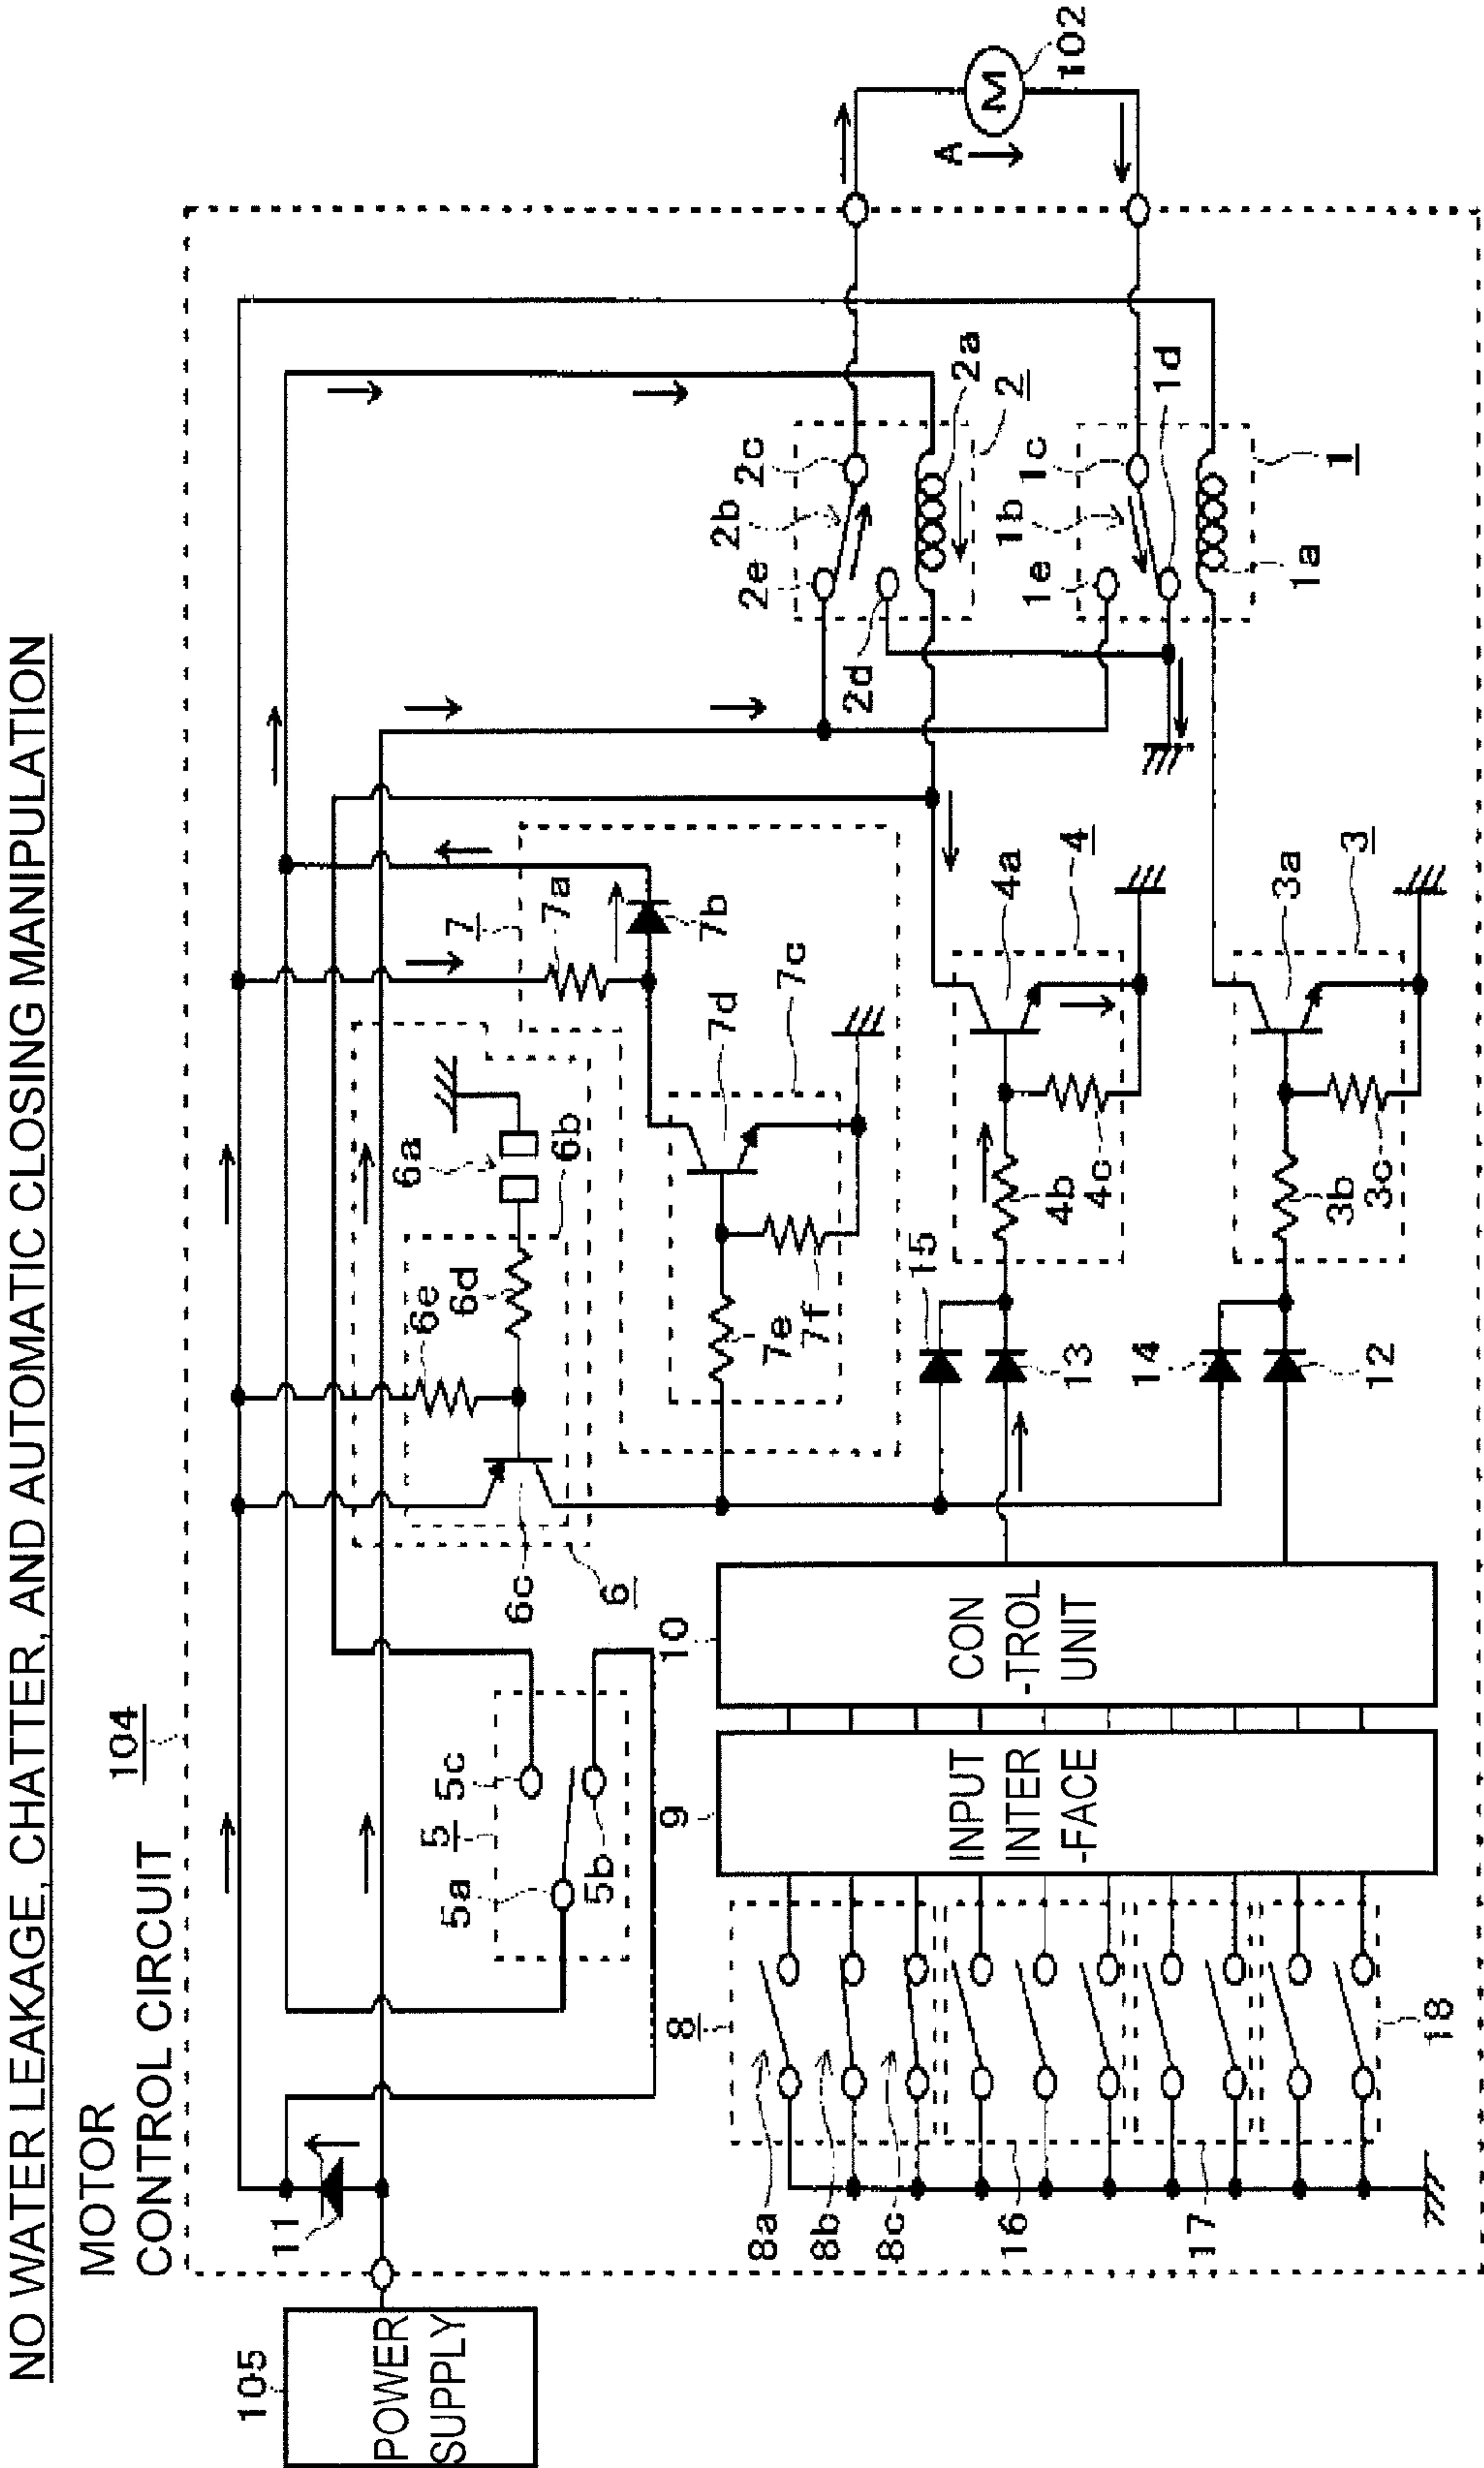 NO WATER LEAKAGE, CHATTER, AND AUTOMATIC CLOSING MANIPULATION
MOTOR
CONTROL CIRCUIT
104
105
POWER
SUPPLY
11
5
5a
5b
5c
6
6a
6b
6c
6d
6e
7
7a
7b
7c
7d
7e
7f
2
2a
2b
2c
2d
2e
1
1a
1b
1c
1d
1e
A
M
102
4
4a
4b
4c
3
3a
3b
3c
15
13
14
12
10
CON
-TROL
UNIT
9
INPUT
INTER
-FACE
8
8a
8b
8c
16
17
18